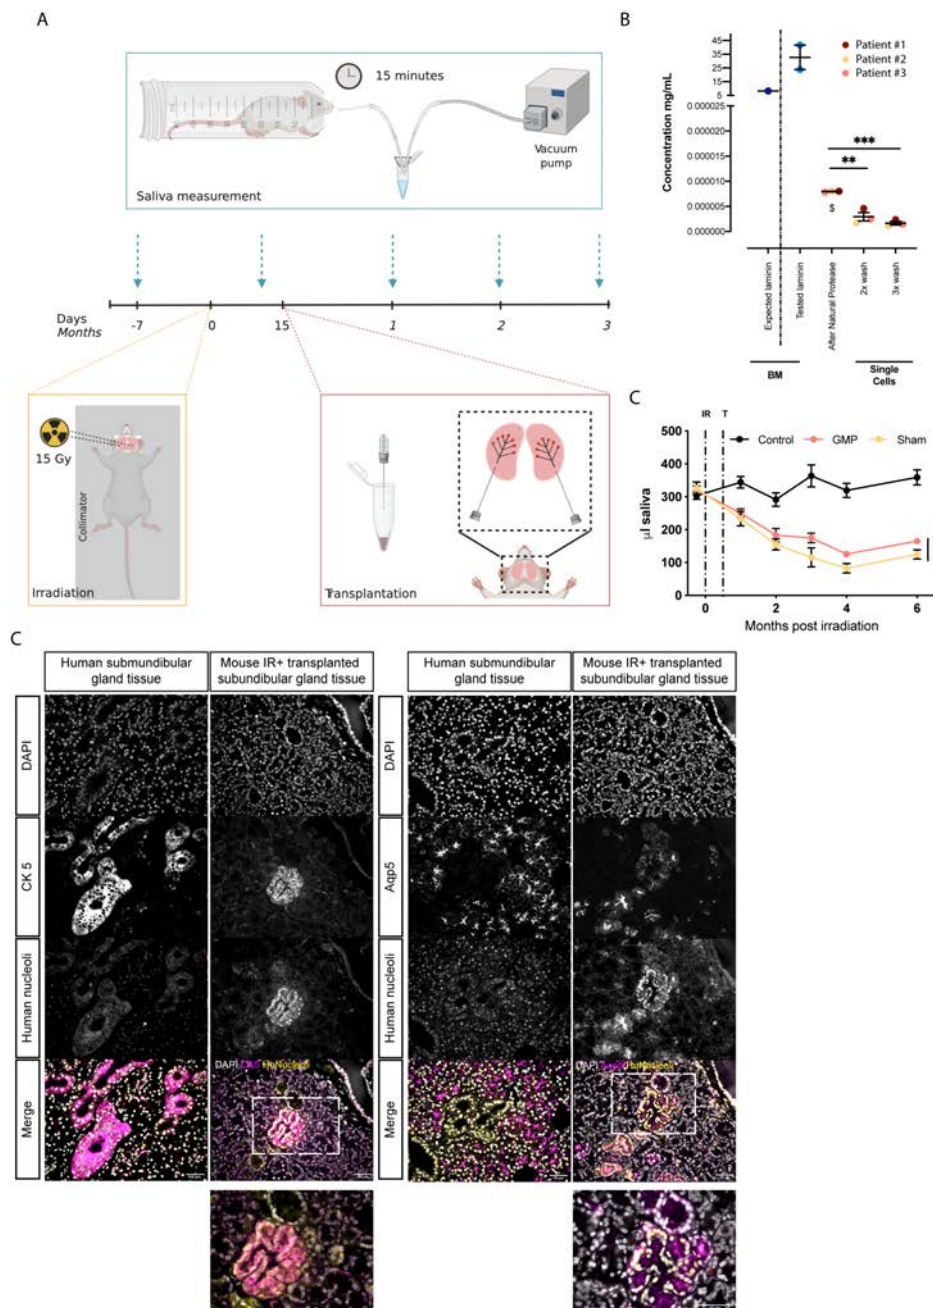 A
15 minutes
Vacuum
pump
Saliva measurement
Days
Months
-7
0
15
1
2
3
15 Gy
Collimator
Irradiation
Transplantation
B
Concentration mg/mL
45
35
25
15
5
0.000025
0.000020
0.000015
0.000010
0.000005
0.000000
Patient #1
Patient #2
Patient #3
***
**
$
Expected laminin
Tested laminin
After Natural Protease
2x wash
3x wash
BM
Single
Cells
C
IR
T
Control
GMP
Sham
µl saliva
500
400
300
200
100
0
0
2
4
6
Months post irradiation
C
Human submundibular
gland tissue
Mouse IR+ transplanted
subundibular gland tissue
Human submundibular
gland tissue
Mouse IR+ transplanted
subundibular gland tissue
DAPI
CK 5
Human nucleoli
Merge
DAPI
Aqp5
Human nucleoli
Merge
DAPI
HuNucleoli
DAPI
HuNucleoli